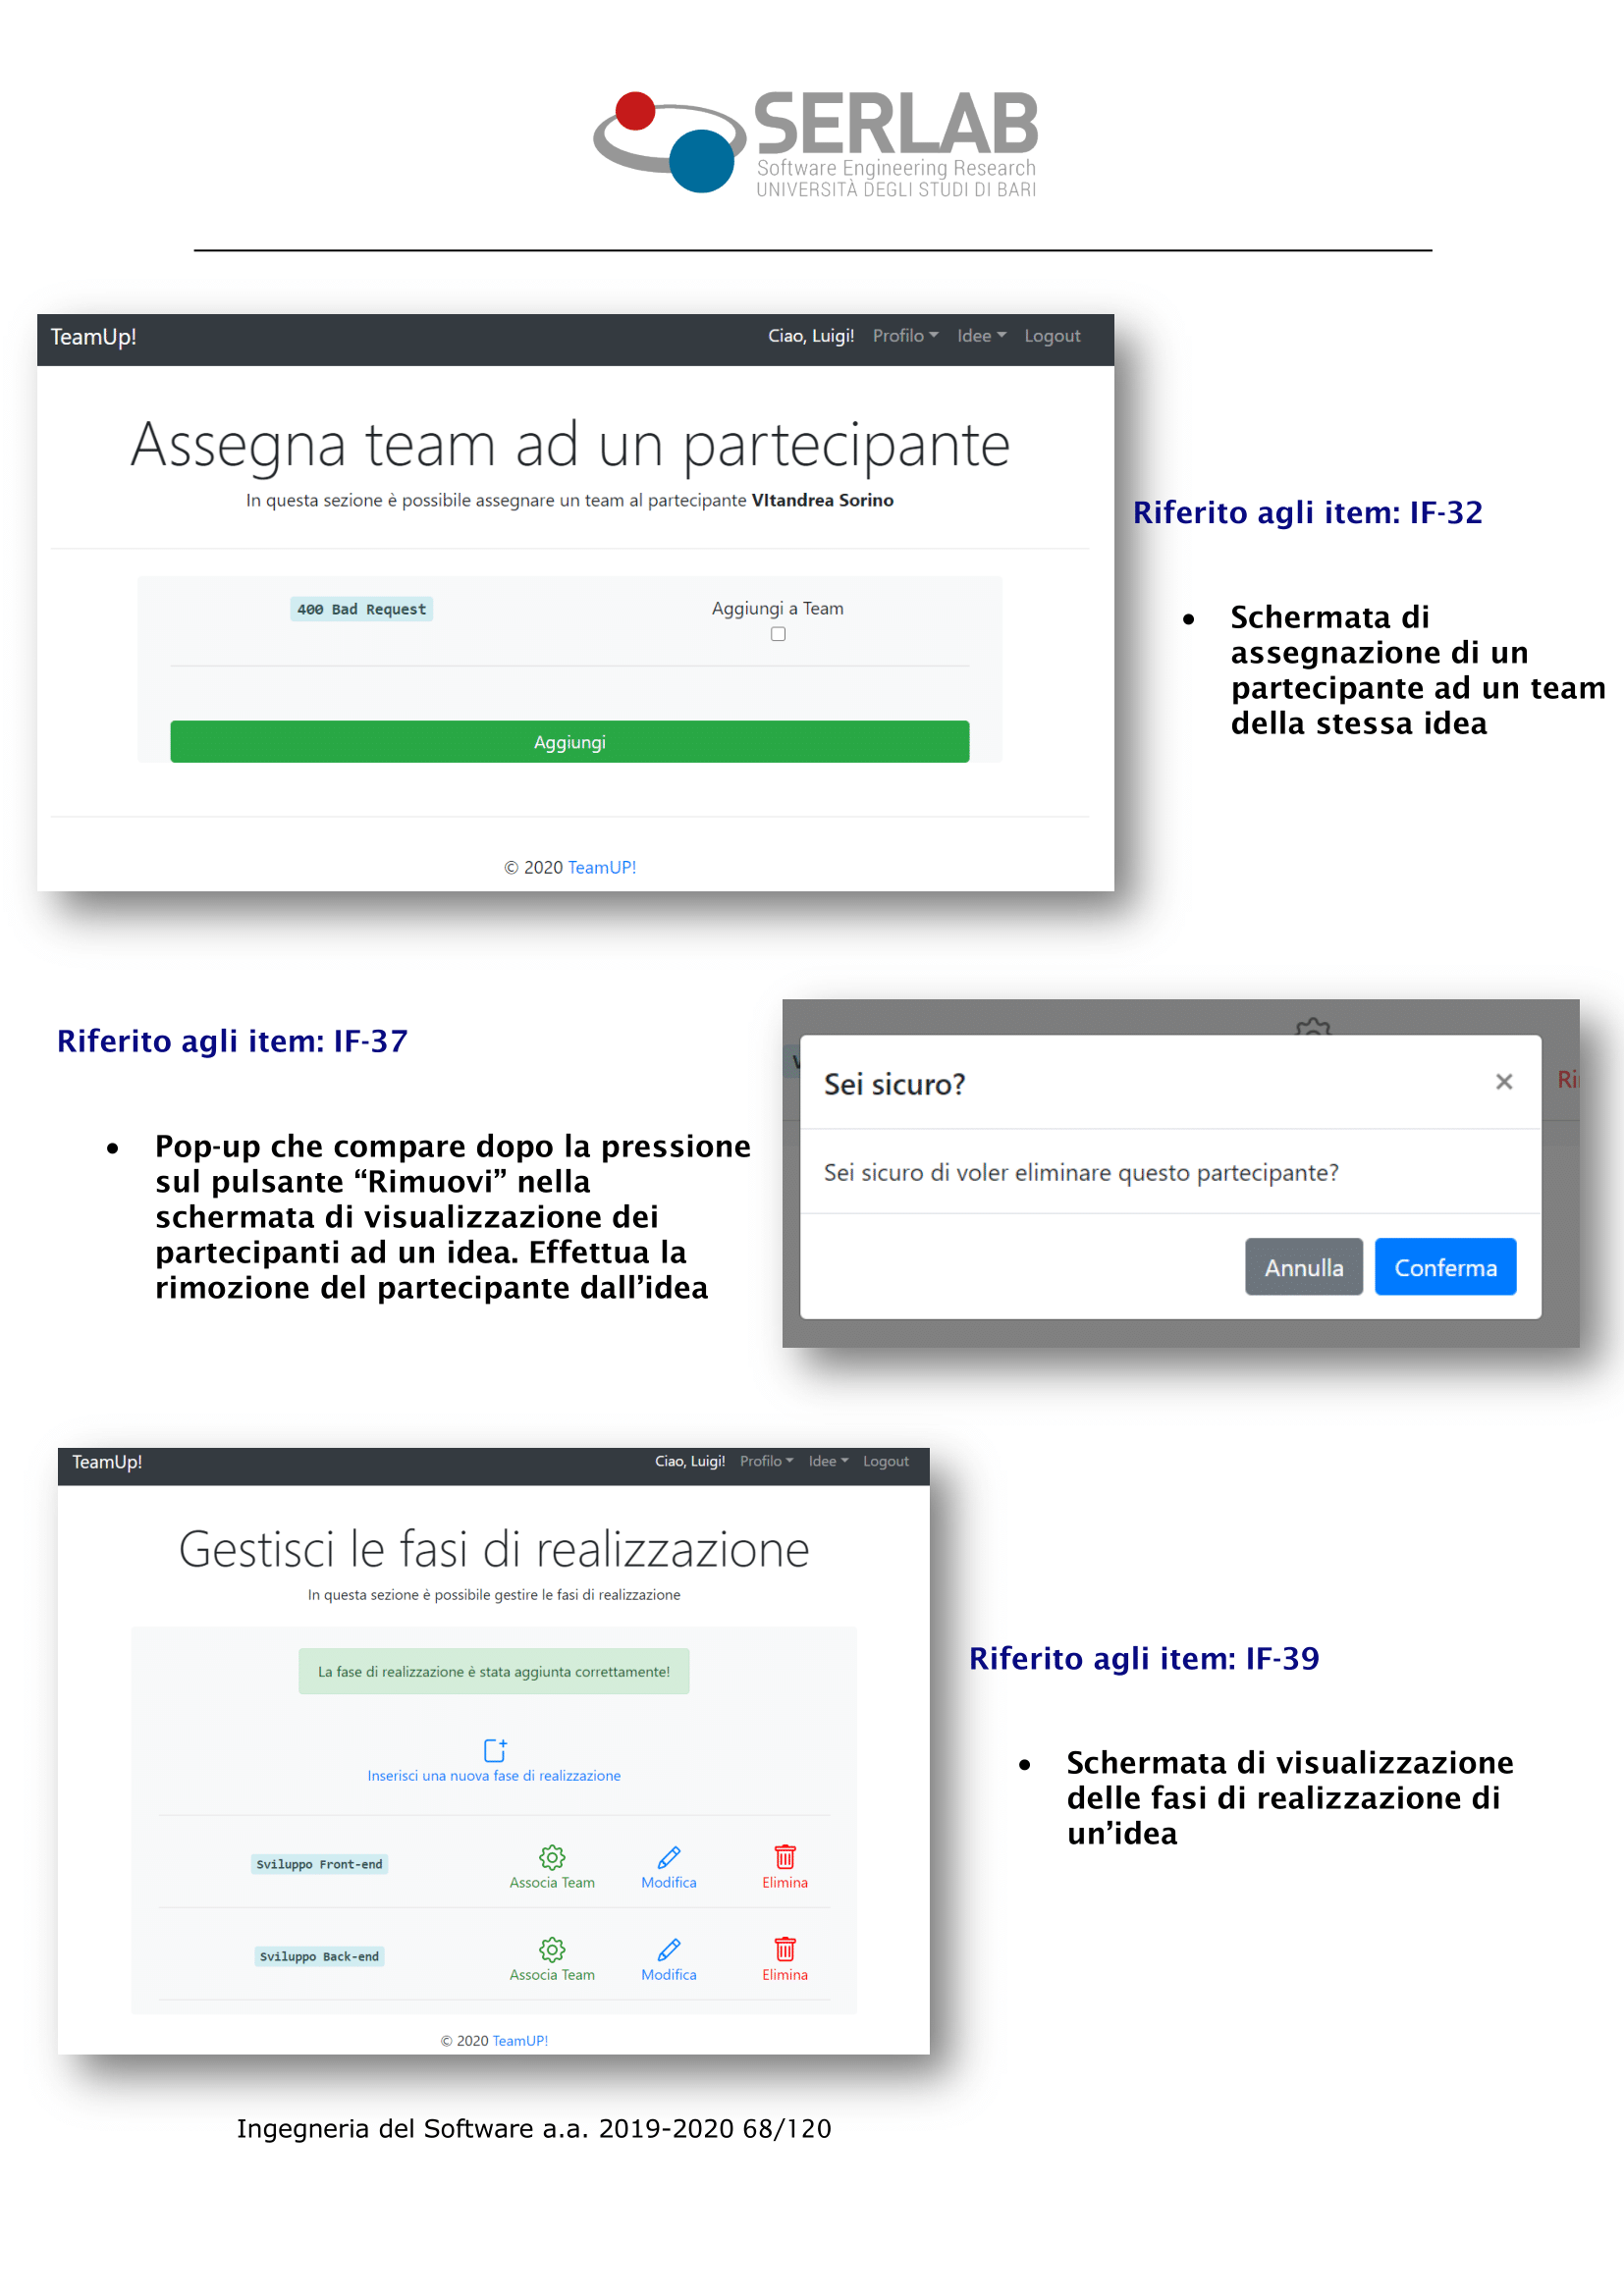 SERLAB
Software Engineering Research
UNIVERSITÀ DEGLI STUDI DI BARI
TeamUp!
Ciao, Luigi! Profilo Idee Logout
Assegna team ad un partecipante
In questa sezione è possibile assegnare un team al partecipante VItandrea Sorino
400 Bad Request
Aggiungi a Team
Aggiungi
© 2020 TeamUP!
Riferito agli item: IF-32
• Schermata di
assegnazione di un
partecipante ad un team
della stessa idea
Riferito agli item: IF-37
• Pop-up che compare dopo la pressione
sul pulsante “Rimuovi” nella
schermata di visualizzazione dei
partecipanti ad un idea. Effettua la
rimozione del partecipante dall’idea
Sei sicuro? ×
Sei sicuro di voler eliminare questo partecipante?
Annulla Conferma
TeamUp!
Ciao, Luigi! Profilo Idee Logout
Gestisci le fasi di realizzazione
In questa sezione è possibile gestire le fasi di realizzazione
La fase di realizzazione è stata aggiunta correttamente!
Inserisci una nuova fase di realizzazione
Sviluppo Front-end Associa Team Modifica Elimina
Sviluppo Back-end Associa Team Modifica Elimina
© 2020 TeamUP!
Riferito agli item: IF-39
• Schermata di visualizzazione
delle fasi di realizzazione di
un’idea
Ingegneria del Software a.a. 2019-2020 68/120